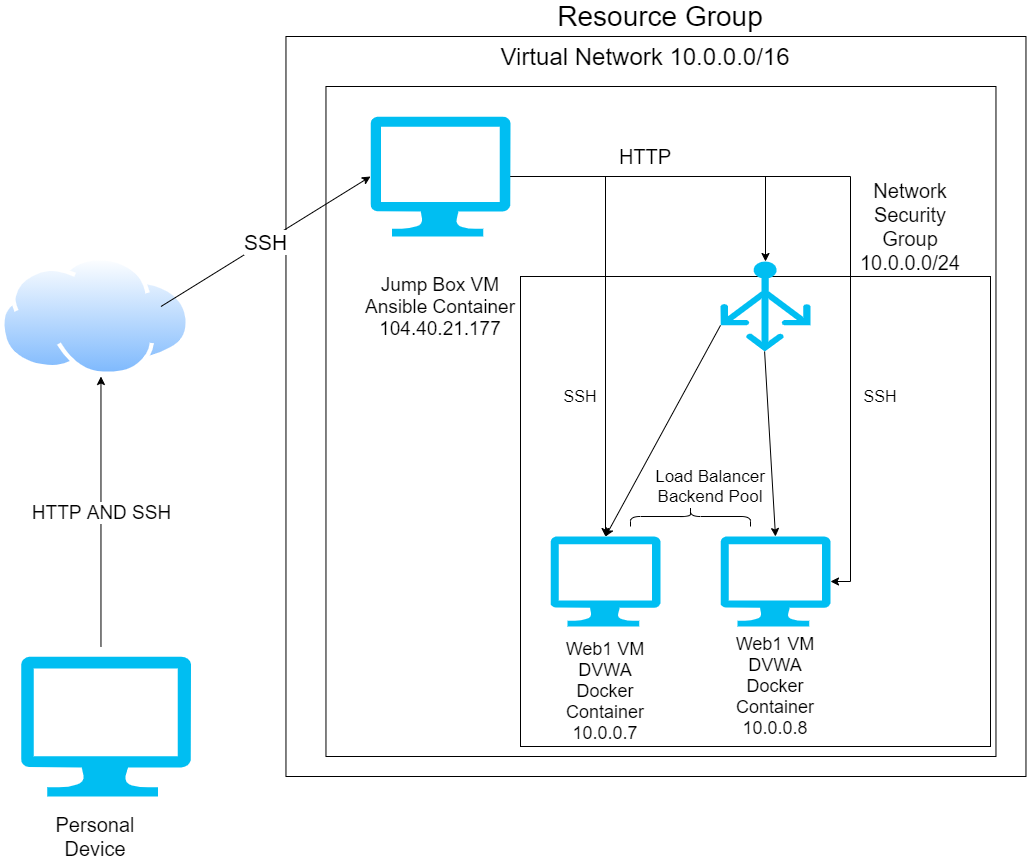 Resource Group
Virtual Network 10.0.0.0/16
HTTP
Network
Security
Group
10.0.0.0/24
SSH
Jump Box VM
Ansible Container
104.40.21.177
SSH
SSH
Load Balancer
Backend Pool
HTTP AND SSH
Web1 VM
DVWA
Docker
Container
10.0.0.7
Web1 VM
DVWA
Docker
Container
10.0.0.8
Personal
Device